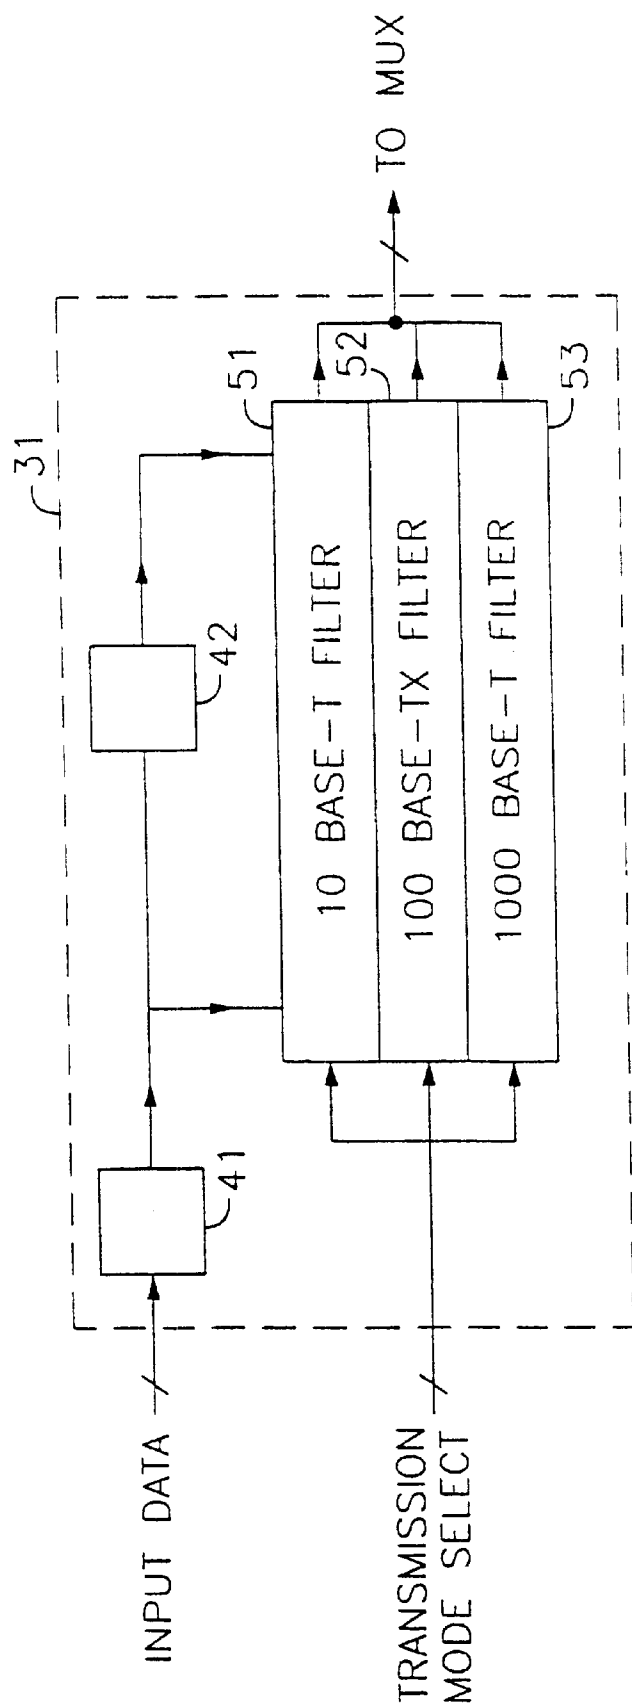 31
INPUT DATA
41
42
51
52
53
10 BASE-T FILTER
100 BASE-TX FILTER
1000 BASE-T FILTER
TRANSMISSION
MODE SELECT
TO MUX